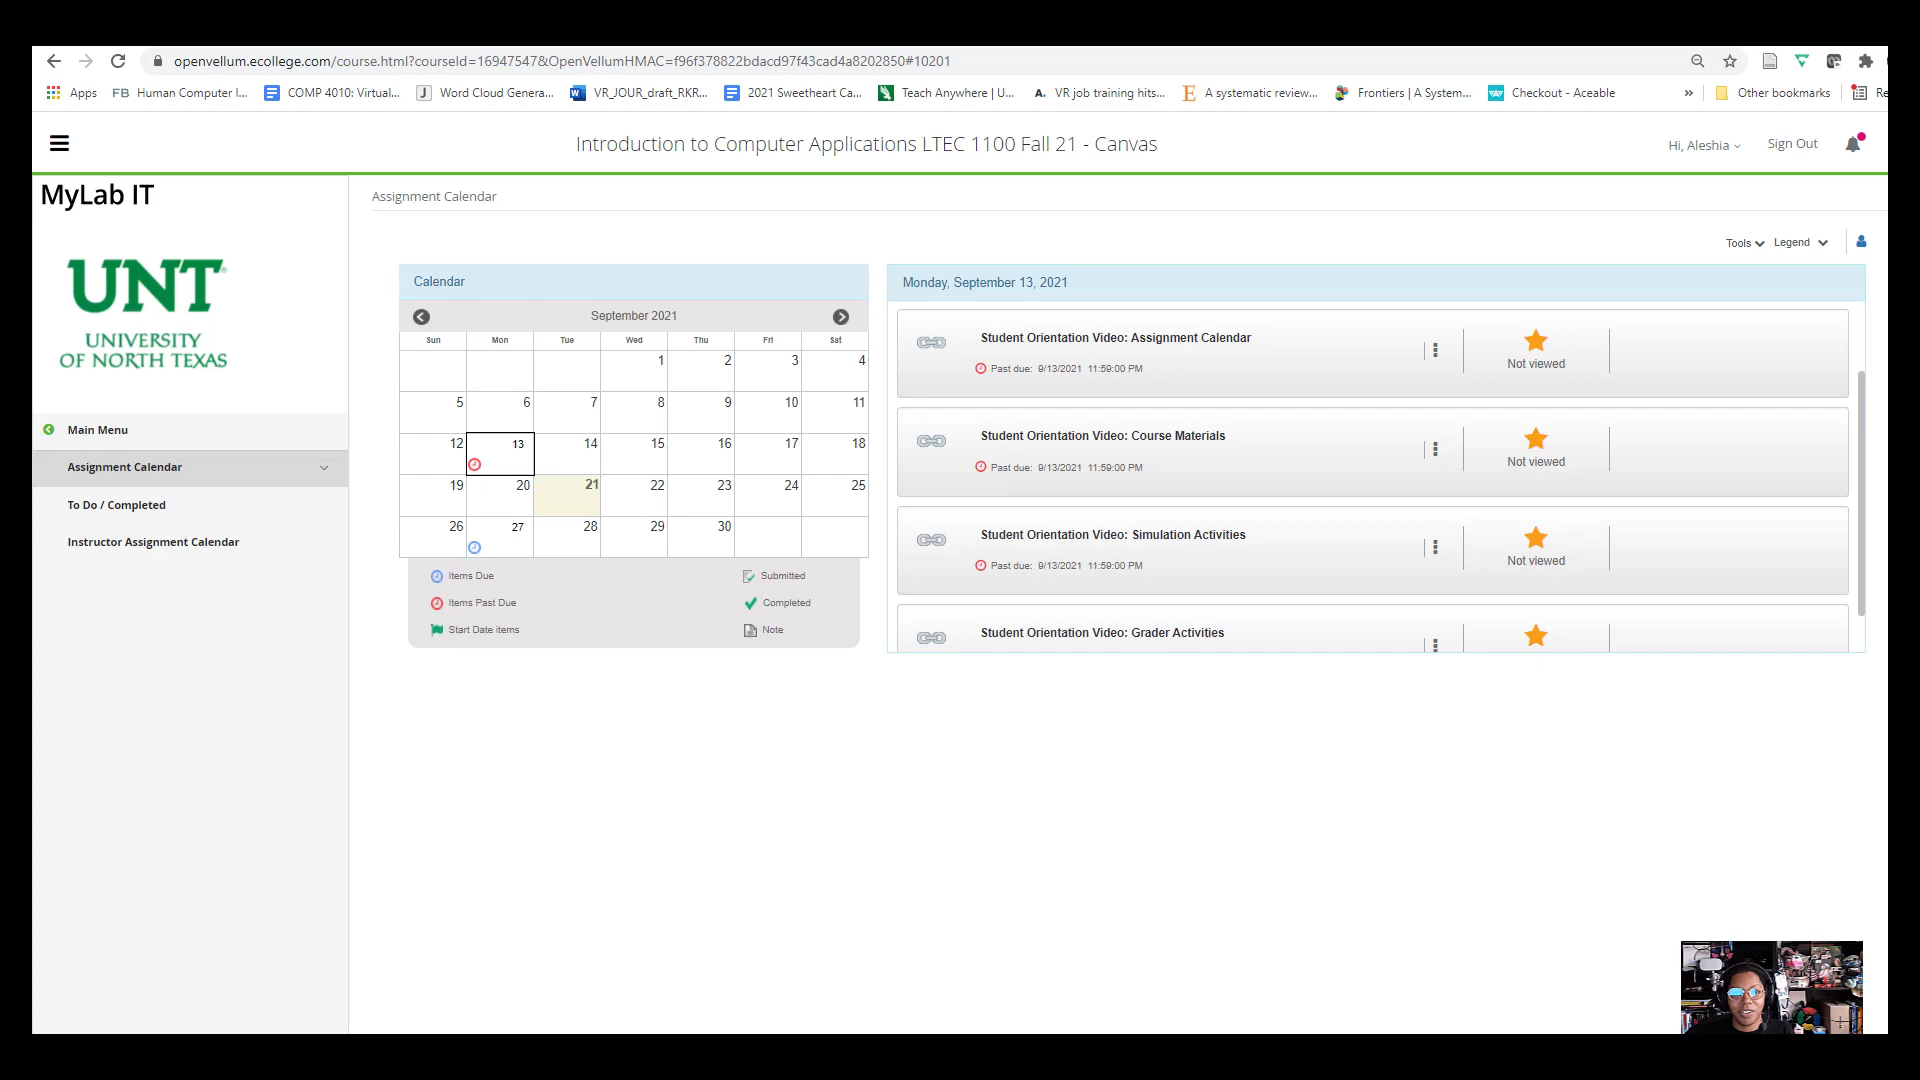 openvellum.ecollege.com/course.html?courseId=16947547&OpenVellumHMAC=f96f378822bdacd97f43cad4a8202850#10201
Apps FB Human Computer I... COMP 4010: Virtual... J Word Cloud Genera... VR_JOUR_draft_RKR... 2021 Sweetheart Ca... Teach Anywhere | U... A. VR job training hits... E A systematic review... Frontiers | A System... Checkout - Aceable » Other bookmarks Re
Introduction to Computer Applications LTEC 1100 Fall 21 - Canvas
Hi, Aleshia Sign Out
MyLab IT
UNT
UNIVERSITY
OF NORTH TEXAS
Main Menu
Assignment Calendar
To Do / Completed
Instructor Assignment Calendar
Assignment Calendar
Tools Legend
Calendar
September 2021
Sun Mon Tue Wed Thu Fri Sat
1 2 3 4
5 6 7 8 9 10 11
12 13 14 15 16 17 18
19 20 21 22 23 24 25
26 27 28 29 30
Items Due Submitted
Items Past Due Completed
Start Date items Note
Monday, September 13, 2021
Student Orientation Video: Assignment Calendar
Past due: 9/13/2021 11:59:00 PM
Not viewed
Student Orientation Video: Course Materials
Past due: 9/13/2021 11:59:00 PM
Not viewed
Student Orientation Video: Simulation Activities
Past due: 9/13/2021 11:59:00 PM
Not viewed
Student Orientation Video: Grader Activities